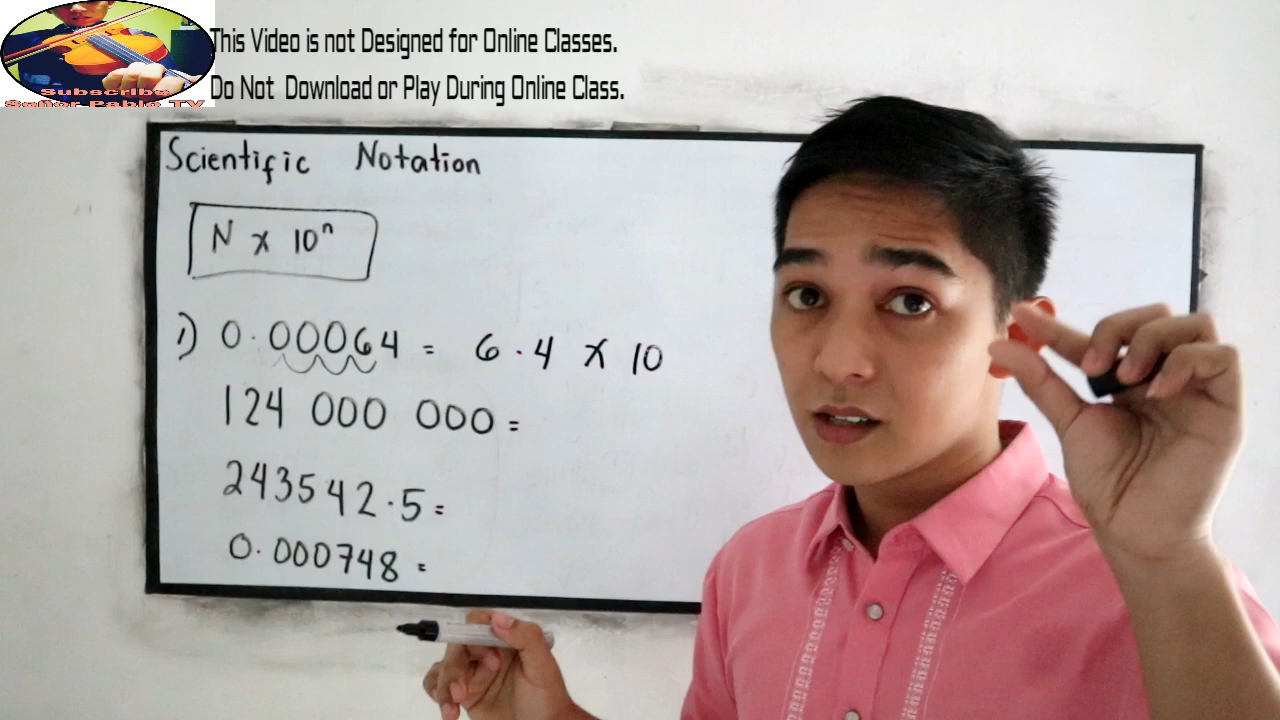 This Video is not Designed for Online Classes.
Do Not Download or Play During Online Class.
Subscribe
Señor Pablo TV
Scientific Notation
N x 10ⁿ
1) 0.00064 = 6.4 x 10
124 000 000 =
243542.5 =
0.000748 =